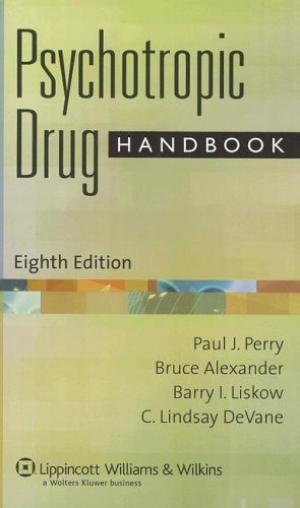 Psychotropic
Drug HANDBOOK
Eighth Edition
Paul J. Perry
Bruce Alexander
Barry I. Liskow
C. Lindsay DeVane
Lippincott Williams & Wilkins
a Wolters Kluwer business